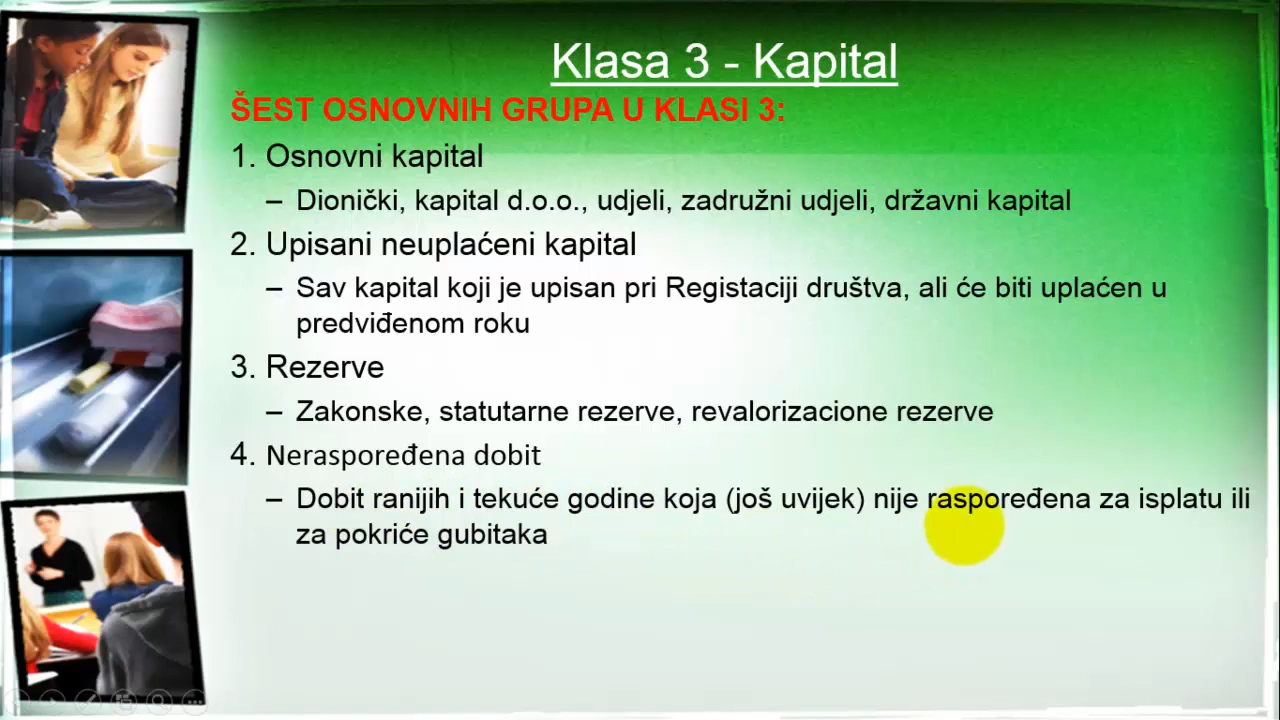 Klasa 3 - Kapital
ŠEST OSNOVNIH GRUPA U KLASI 3:
1. Osnovni kapital
– Dionički, kapital d.o.o., udjeli, zadružni udjeli, državni kapital
2. Upisani neuplaćeni kapital
– Sav kapital koji je upisan pri Registaciji društva, ali će biti uplaćen u
predviđenom roku
3. Rezerve
– Zakonske, statutarne rezerve, revalorizacione rezerve
4. Neraspoređena dobit
– Dobit ranijih i tekuće godine koja (još uvijek) nije raspoređena za isplatu ili
za pokriće gubitaka